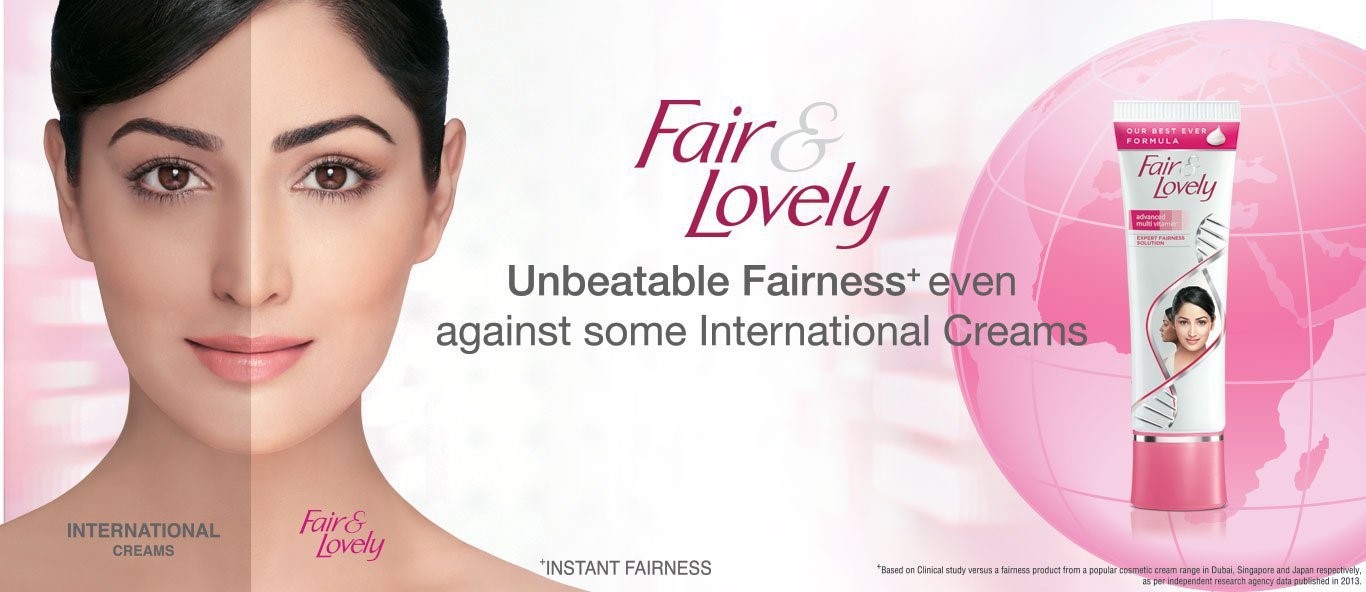 Fair &
Lovely
Unbeatable Fairness⁺ even
against some International Creams
INTERNATIONAL
CREAMS
Fair &
Lovely
⁺INSTANT FAIRNESS
OUR BEST EVER
FORMULA
Fair &
Lovely
advanced
multi vitamin
EXPERT FAIRNESS
SOLUTION
⁺Based on Clinical study versus a fairness product from a popular cosmetic cream range in Dubai, Singapore and Japan respectively,
as per independent research agency data published in 2013.